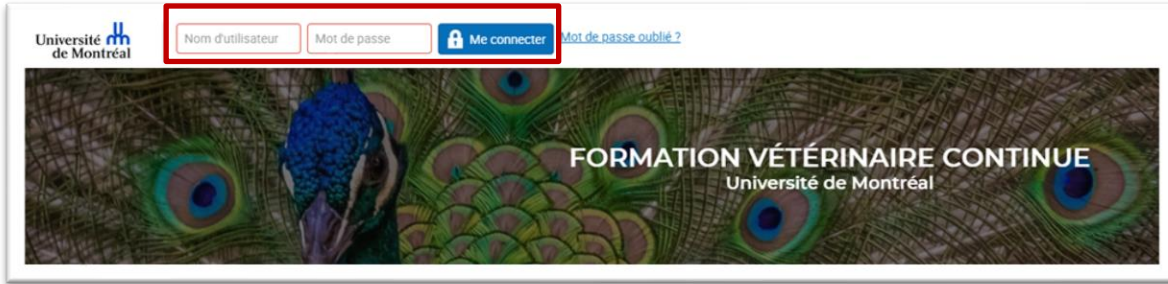 Université de Montréal
Nom d'utilisateur
Mot de passe
Me connecter
Mot de passe oublié ?
FORMATION VÉTÉRINAIRE CONTINUE
Université de Montréal